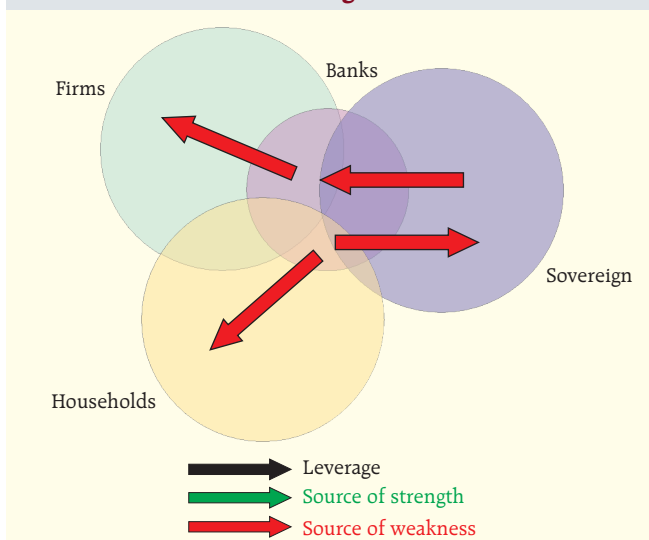 Banks
Firms
Sovereign
Households
Leverage
Source of strength
Source of weakness